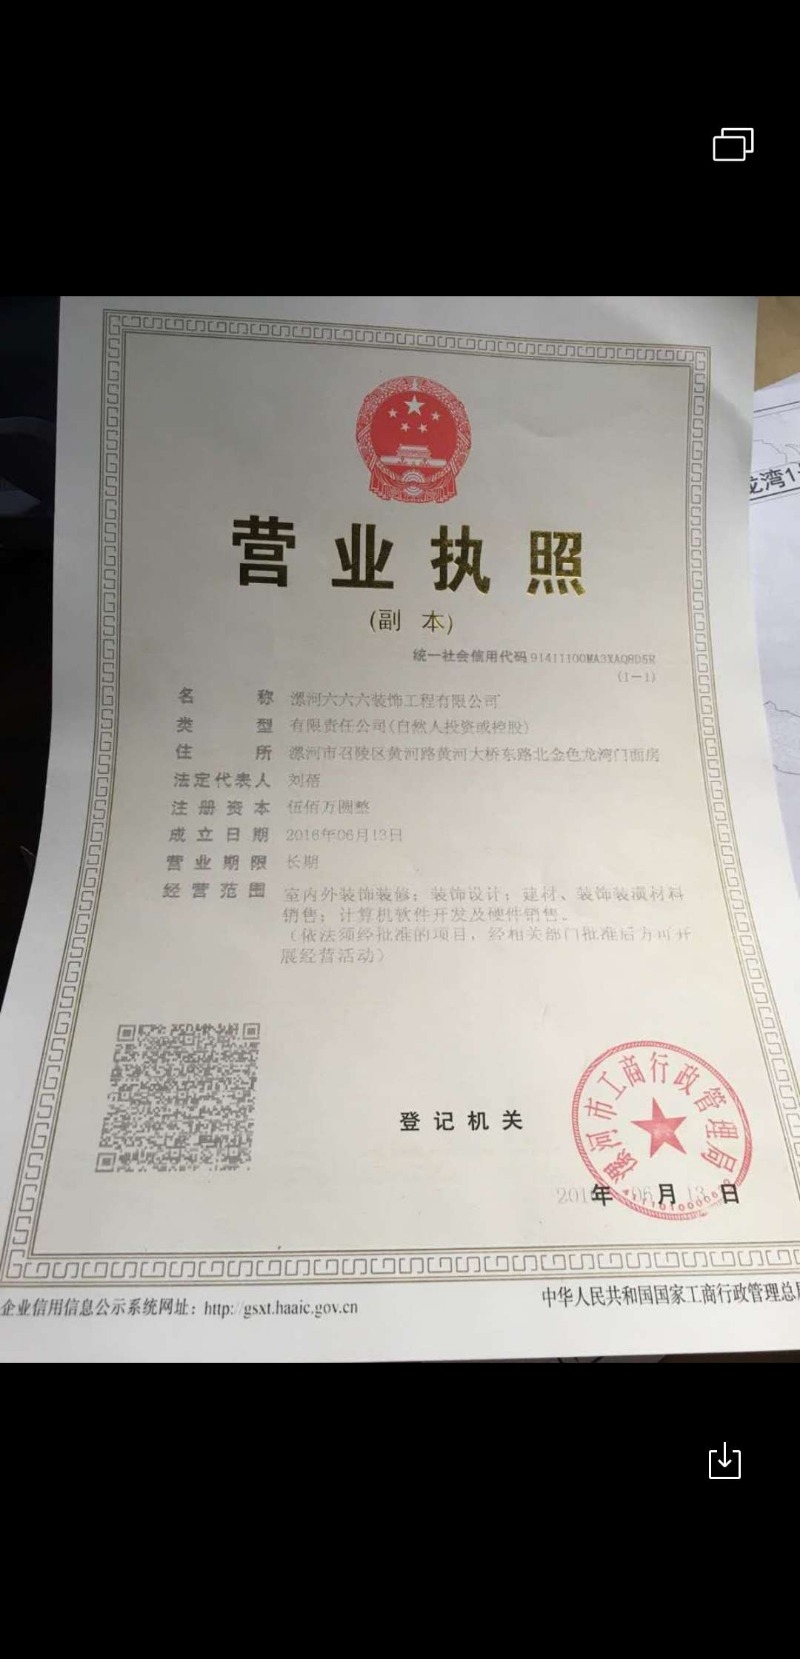 龙湾1
营业执照
(副 本)
统一社会信用代码 91411100MA3XAQRD5R
(1-1)
名称 漯河六六六装饰工程有限公司
类型 有限责任公司(自然人投资或控股)
住所 漯河市召陵区黄河路黄河大桥东路北金色龙湾门面房
法定代表人 刘蓓
注册资本 伍佰万圆整
成立日期 2016年06月13日
营业期限 长期
经营范围 室内外装饰装修；装饰设计；建材、装饰装潢材料
销售；计算机软件开发及硬件销售。
（依法须经批准的项目，经相关部门批准后方可开
展经营活动）
登记机关
漯河市工商行政管理局
年06月13日
企业信用信息公示系统网址：http://gsxt.haaic.gov.cn
中华人民共和国国家工商行政管理总局